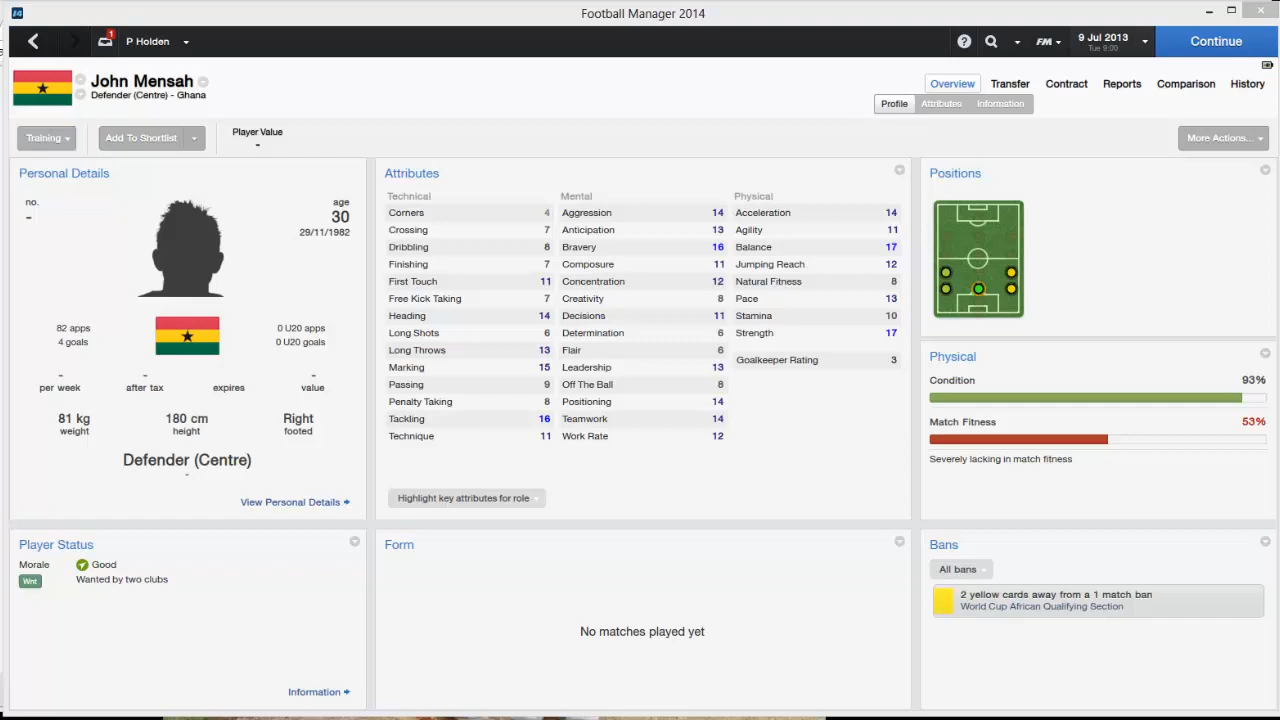 Football Manager 2014
1
P Holden
FM
9 Jul 2013
Tue 9:00
Continue
John Mensah
Defender (Centre) - Ghana
Overview Transfer Contract Reports Comparison History
Profile Attributes Information
Training
Add To Shortlist
Player Value
-
More Actions...
Personal Details
no.
-
age
30
29/11/1982
82 apps
4 goals
0 U20 apps
0 U20 goals
- - -
per week after tax expires value
81 kg
weight
180 cm
height
Right
footed
Defender (Centre)
-
View Personal Details
Attributes
Technical Mental Physical
Corners 4 Aggression 14 Acceleration 14
Crossing 7 Anticipation 13 Agility 11
Dribbling 8 Bravery 16 Balance 17
Finishing 7 Composure 11 Jumping Reach 12
First Touch 11 Concentration 12 Natural Fitness 8
Free Kick Taking 7 Creativity 8 Pace 13
Heading 14 Decisions 11 Stamina 10
Long Shots 6 Determination 6 Strength 17
Long Throws 13 Flair 6
Goalkeeper Rating 3
Marking 15 Leadership 13
Passing 9 Off The Ball 8
Penalty Taking 8 Positioning 14
Tackling 16 Teamwork 14
Technique 11 Work Rate 12
Highlight key attributes for role
Positions
Physical
Condition 93%
Match Fitness 53%
Severely lacking in match fitness
Player Status
Morale Good
Wnt Wanted by two clubs
Information
Form
No matches played yet
Bans
All bans
2 yellow cards away from a 1 match ban
World Cup African Qualifying Section